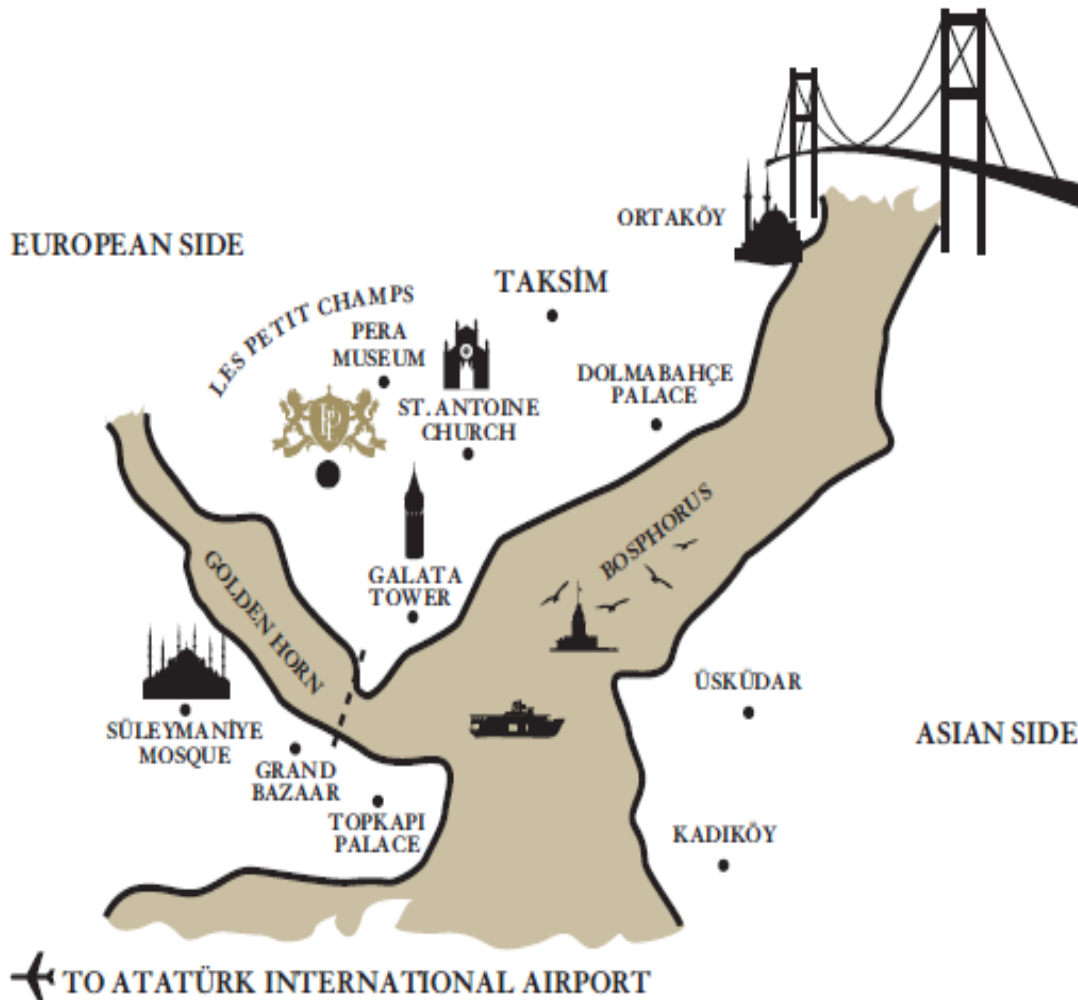 ORTAKÖY
EUROPEAN SIDE
TAKSİM
LES PETIT CHAMPS
PERA
MUSEUM
DOLMABAHÇE
PALACE
ST. ANTOINE
CHURCH
BOSPHORUS
GALATA
TOWER
GOLDEN HORN
ÜSKÜDAR
SÜLEYMANİYE
MOSQUE
ASIAN SIDE
GRAND
BAZAAR
TOPKAPI
PALACE
KADIKÖY
TO ATATÜRK INTERNATIONAL AIRPORT